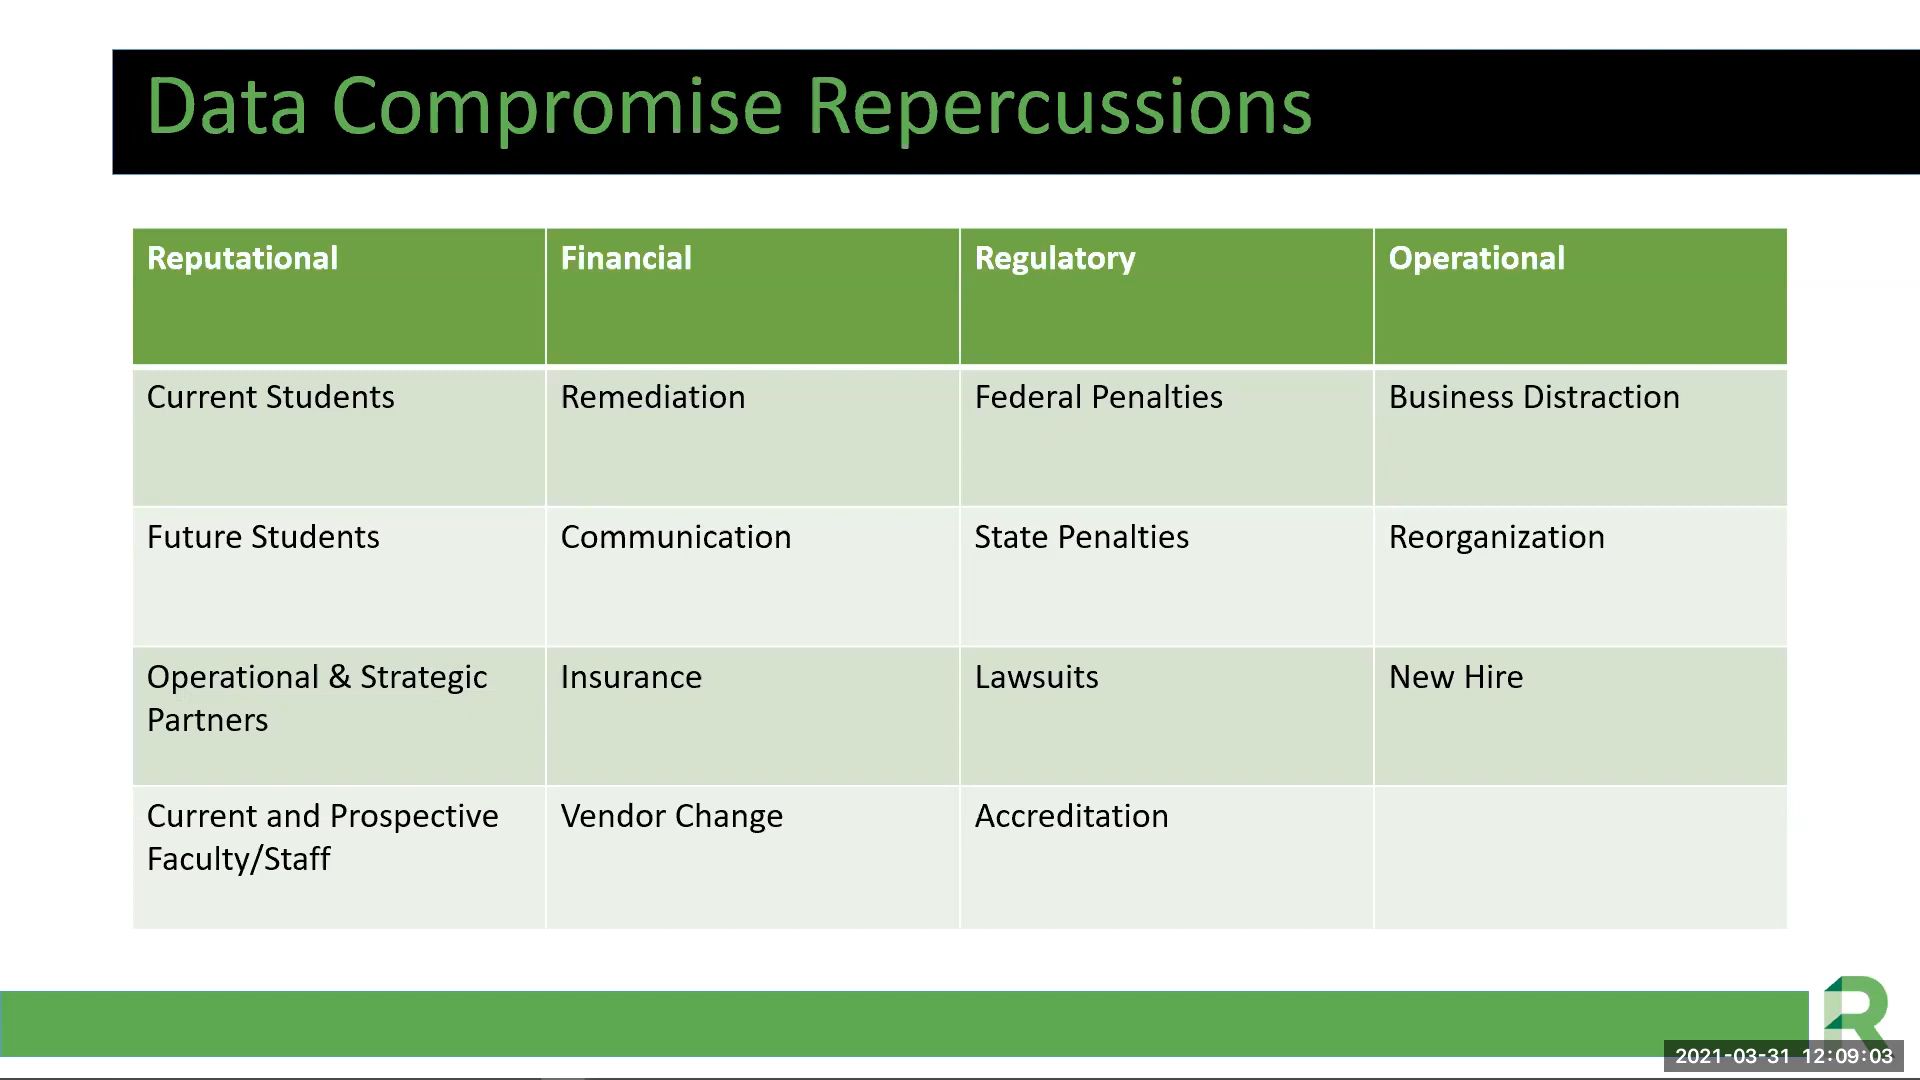 Data Compromise Repercussions
Reputational
Financial
Regulatory
Operational
Current Students
Remediation
Federal Penalties
Business Distraction
Future Students
Communication
State Penalties
Reorganization
Operational & Strategic
Partners
Insurance
Lawsuits
New Hire
Current and Prospective
Faculty/Staff
Vendor Change
Accreditation
R
2021-03-31 12:09:03